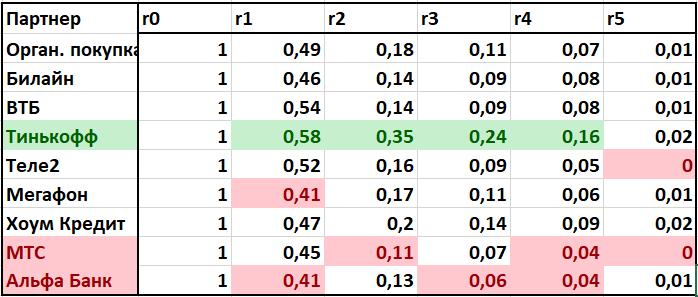 Партнер r0 r1 r2 r3 r4 r5
Орган. покупка 1 0,49 0,18 0,11 0,07 0,01
Билайн 1 0,46 0,14 0,09 0,08 0,01
ВТБ 1 0,54 0,14 0,09 0,08 0,01
Тинькофф 1 0,58 0,35 0,24 0,16 0,02
Теле2 1 0,52 0,16 0,09 0,05 0
Мегафон 1 0,41 0,17 0,11 0,06 0,01
Хоум Кредит 1 0,47 0,2 0,14 0,09 0,02
МТС 1 0,45 0,11 0,07 0,04 0
Альфа Банк 1 0,41 0,13 0,06 0,04 0,01